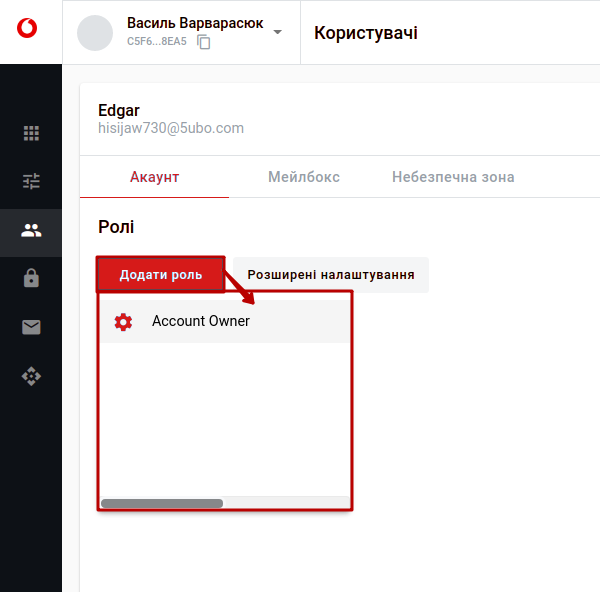 Василь Варварасюк
C5F6...8EA5
Користувачі
Edgar
hisijaw730@5ubo.com
Акаунт Мейлбокс Небезпечна зона
Ролі
Додати роль Розширені налаштування
Account Owner